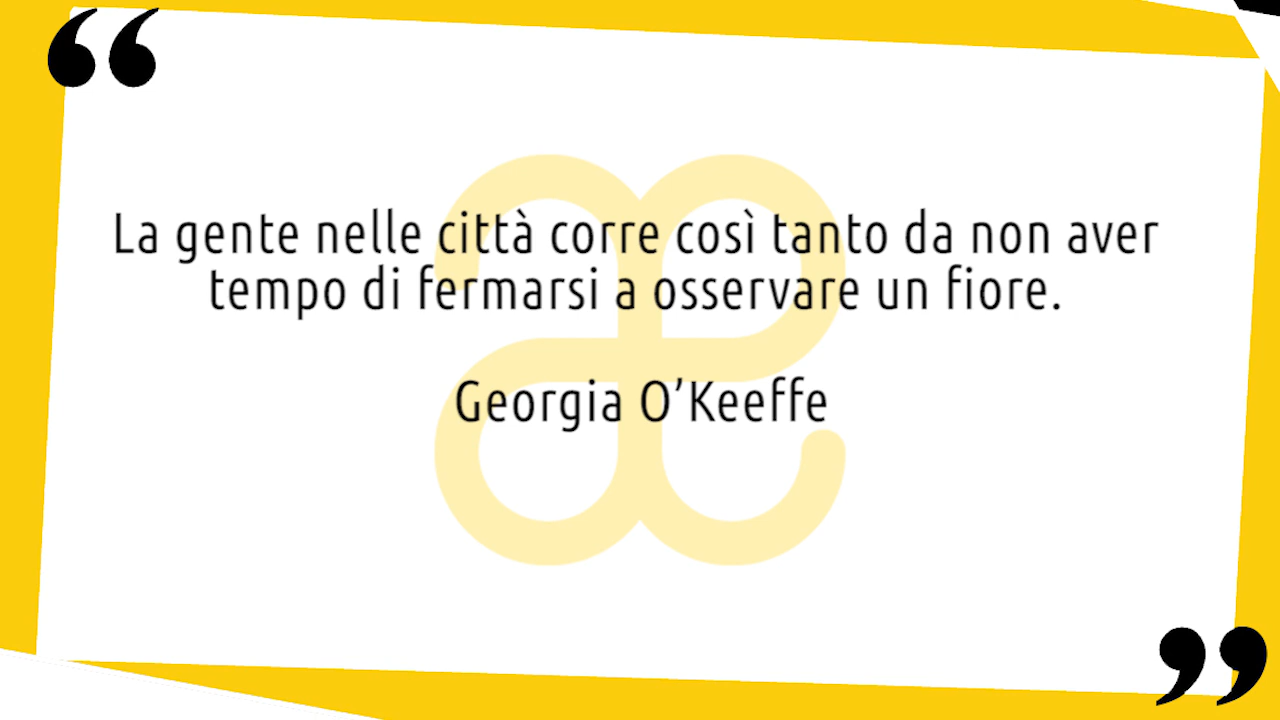 “
La gente nelle città corre così tanto da non aver
tempo di fermarsi a osservare un fiore.
Georgia O’Keeffe
”